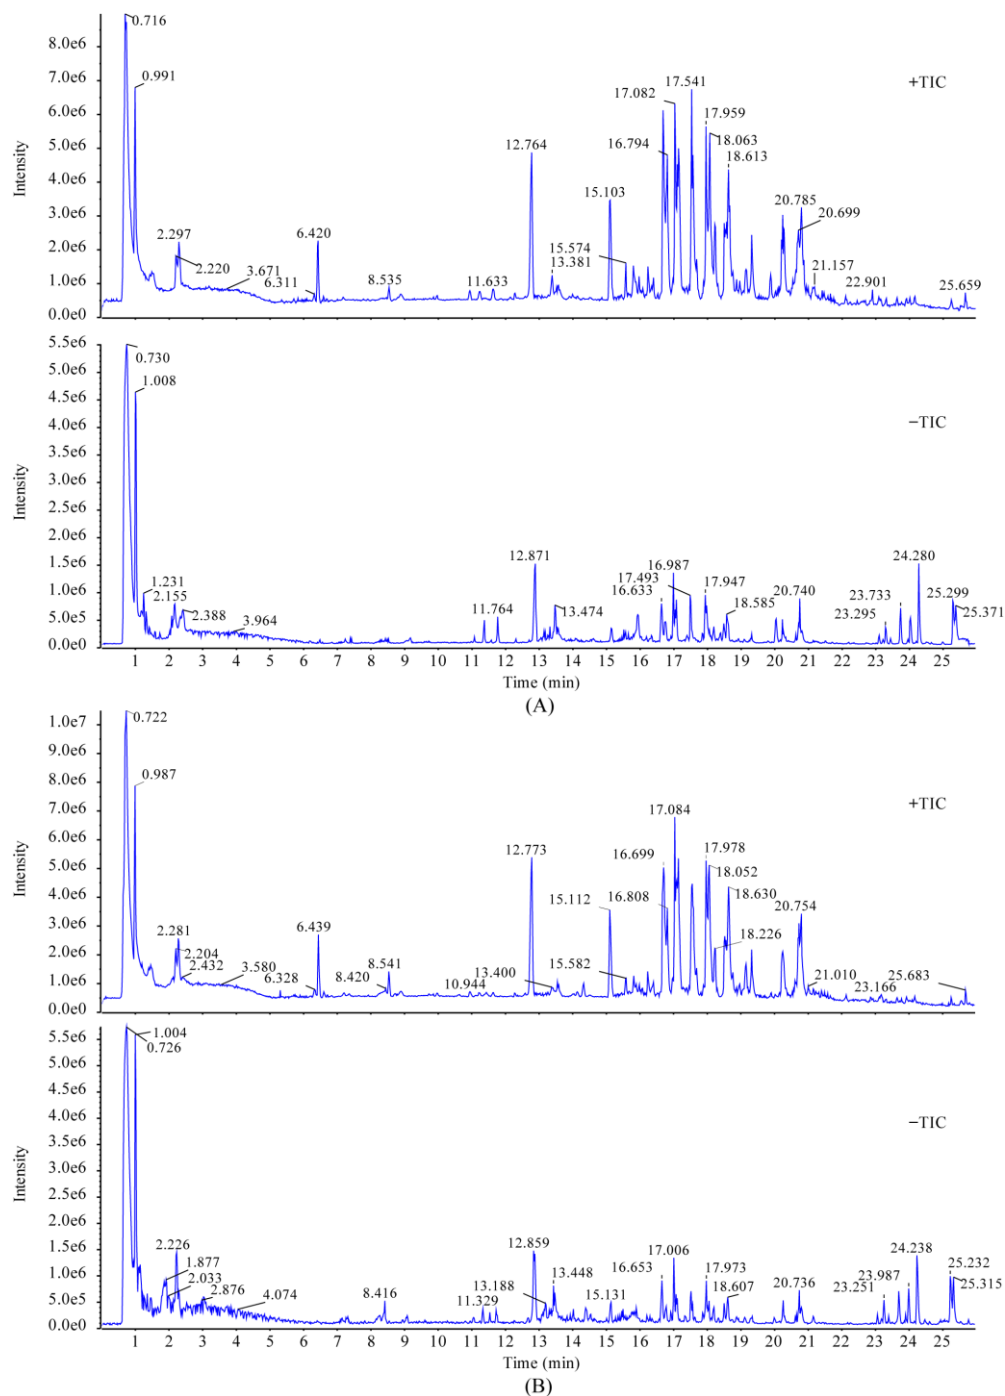 0.716
8.0e6
7.0e6
6.0e6
5.0e6
4.0e6
3.0e6
2.0e6
1.0e6
0.0e0
Intensity
0.991
2.297
2.220
3.671
6.311
6.420
8.535
11.633
12.764
13.381
15.574
15.103
16.794
17.082
17.541
17.959
18.063
18.613
20.785
20.699
21.157
22.901
25.659
+TIC
5.5e6
5.0e6
4.5e6
4.0e6
3.5e6
3.0e6
2.5e6
2.0e6
1.5e6
1.0e6
5.0e5
0.0e0
Intensity
0.730
1.008
1.231
2.155
2.388
3.964
11.764
12.871
13.474
16.633
17.493
16.987
17.947
18.585
20.740
23.295
23.733
24.280
25.299
25.371
−TIC
1 2 3 4 5 6 7 8 9 10 11 12 13 14 15 16 17 18 19 20 21 22 23 24 25
Time (min)
(A)
1.0e7
9.0e6
8.0e6
7.0e6
6.0e6
5.0e6
4.0e6
3.0e6
2.0e6
1.0e6
0.0e0
Intensity
0.722
0.987
2.281
2.204
2.432
3.580
6.328
6.439
8.420
8.541
10.944
12.773
13.400
15.112
15.582
16.699
16.808
17.084
17.978
18.052
18.630
18.226
20.754
21.010
23.166
25.683
+TIC
5.5e6
5.0e6
4.5e6
4.0e6
3.5e6
3.0e6
2.5e6
2.0e6
1.5e6
1.0e6
5.0e5
0.0e0
Intensity
1.004
0.726
2.226
1.877
2.033
2.876
4.074
8.416
11.329
13.188
12.859
13.448
15.131
16.653
17.006
17.973
18.607
20.736
23.251
23.987
24.238
25.232
25.315
−TIC
1 2 3 4 5 6 7 8 9 10 11 12 13 14 15 16 17 18 19 20 21 22 23 24 25
Time (min)
(B)